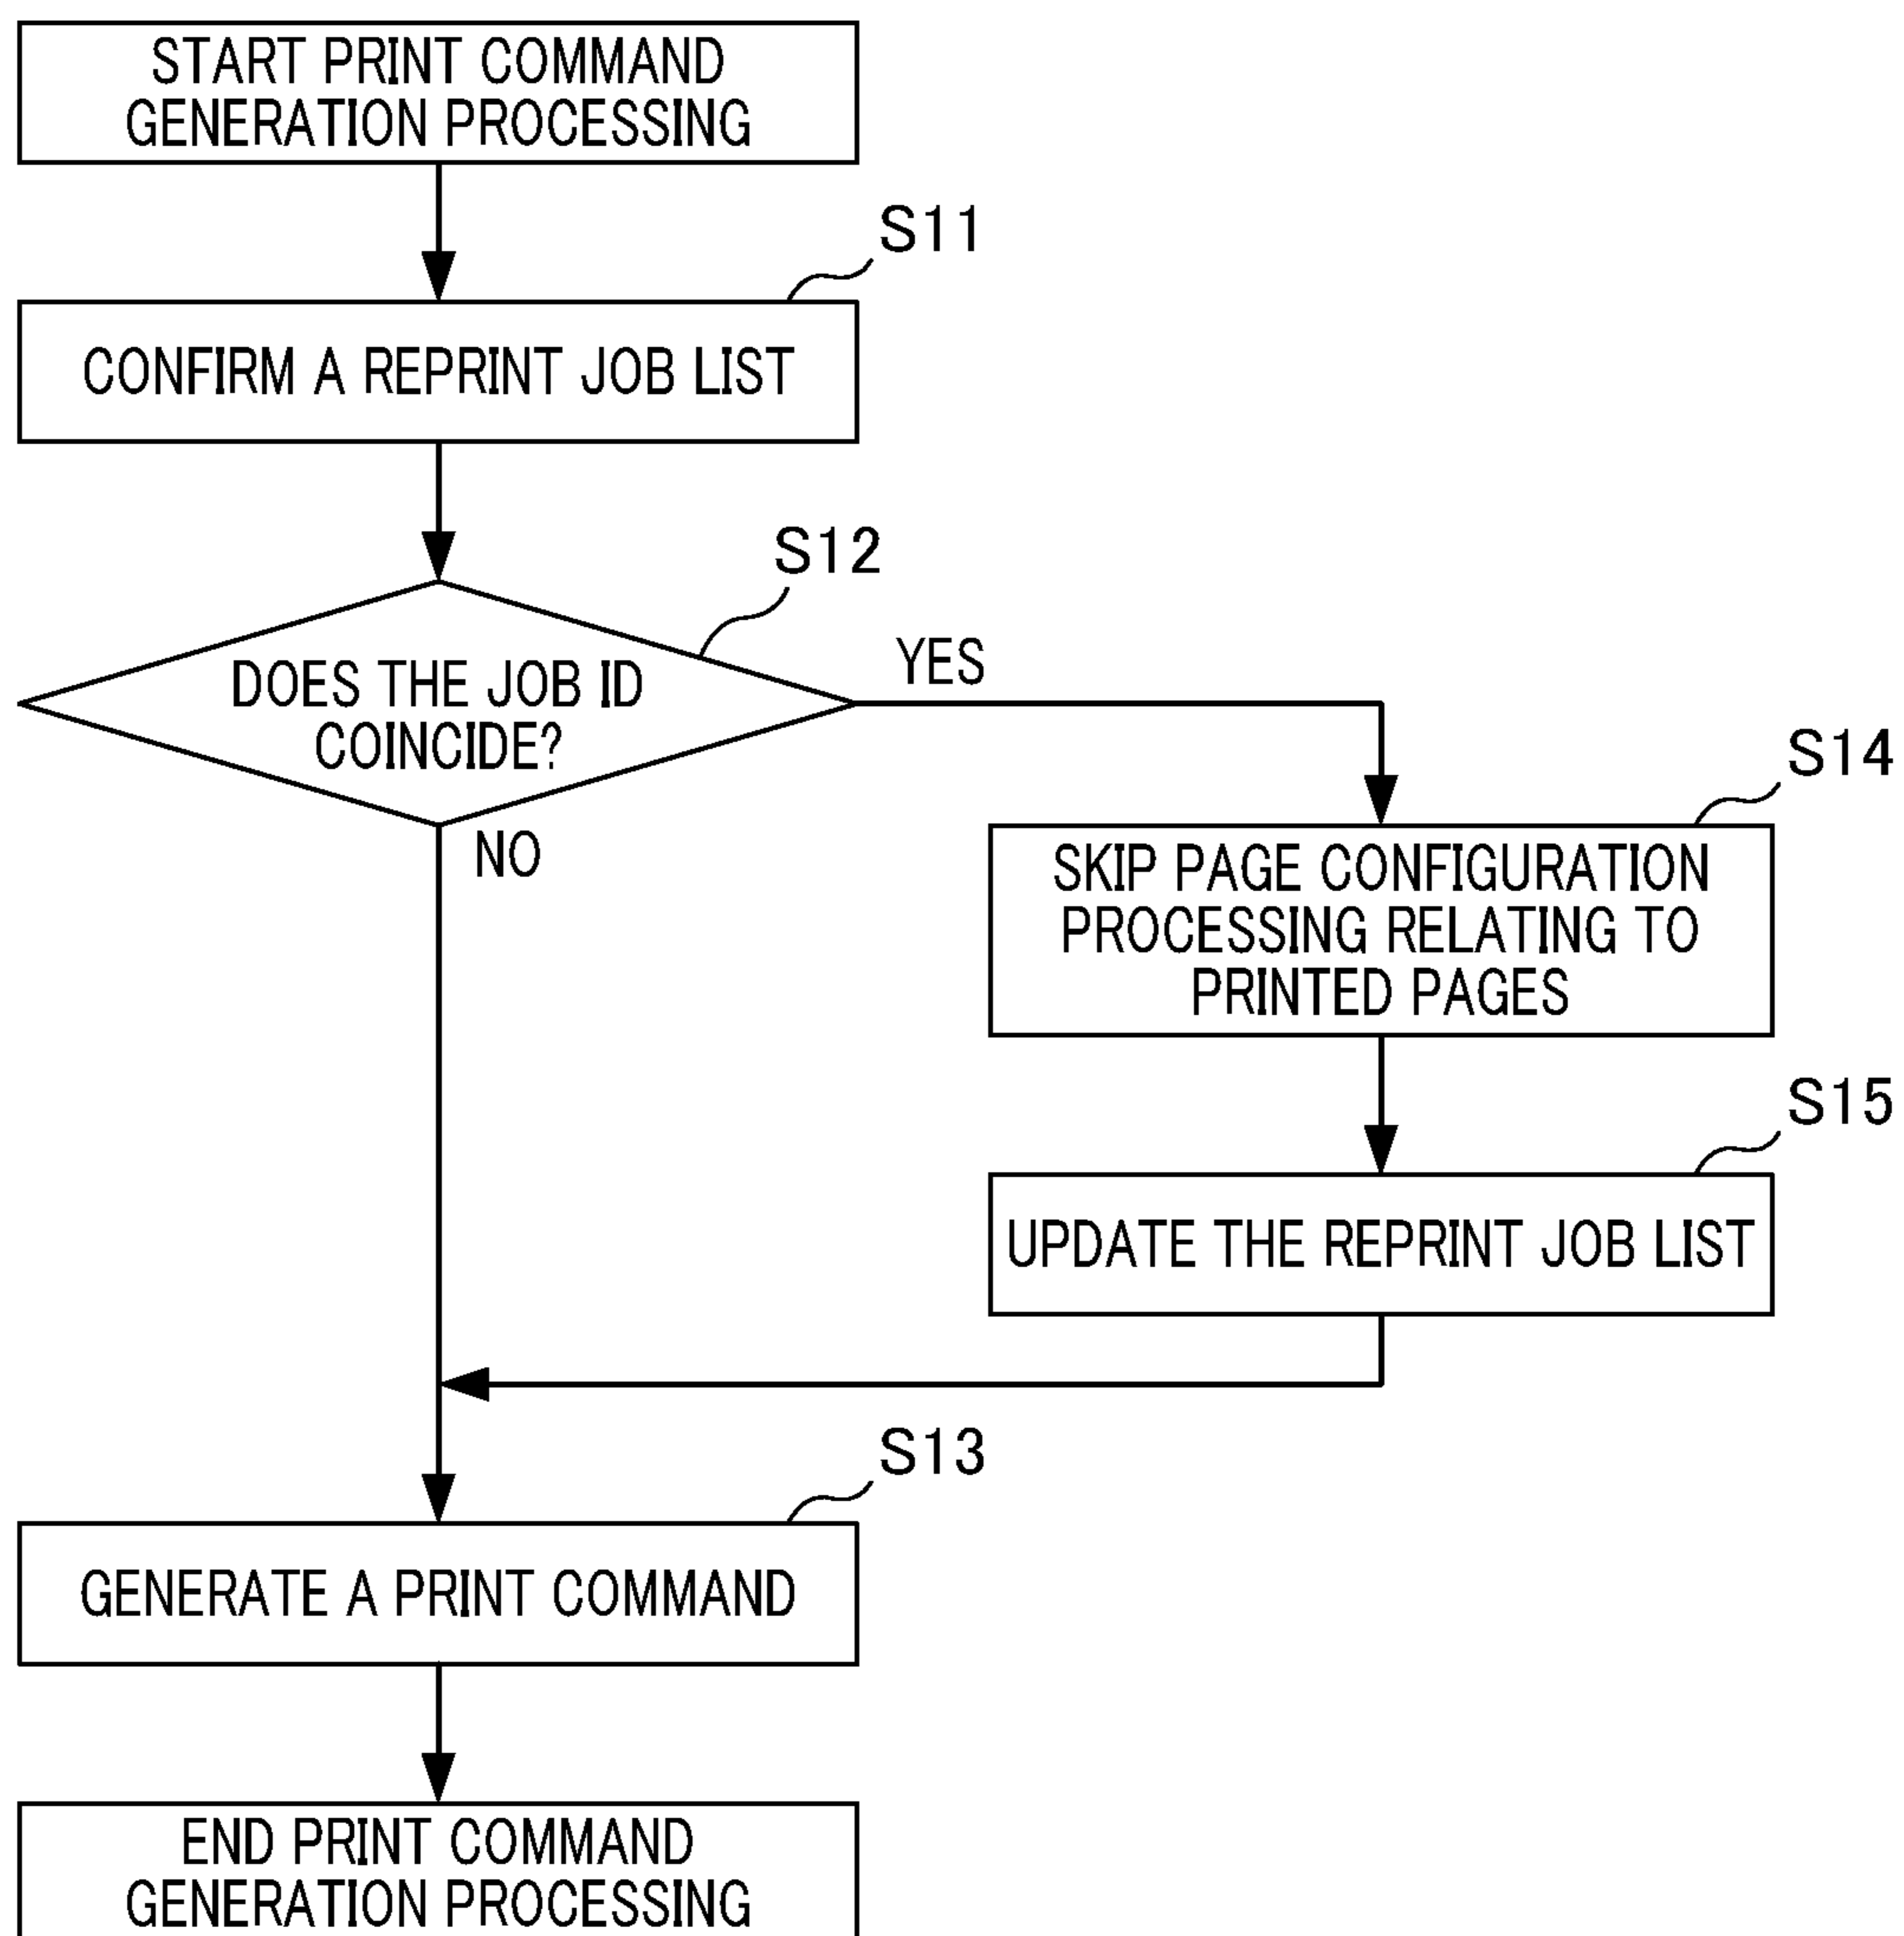 START PRINT COMMAND
GENERATION PROCESSING
S11
CONFIRM A REPRINT JOB LIST
S12
DOES THE JOB ID
COINCIDE?
YES
NO
S14
SKIP PAGE CONFIGURATION
PROCESSING RELATING TO
PRINTED PAGES
S15
UPDATE THE REPRINT JOB LIST
S13
GENERATE A PRINT COMMAND
END PRINT COMMAND
GENERATION PROCESSING